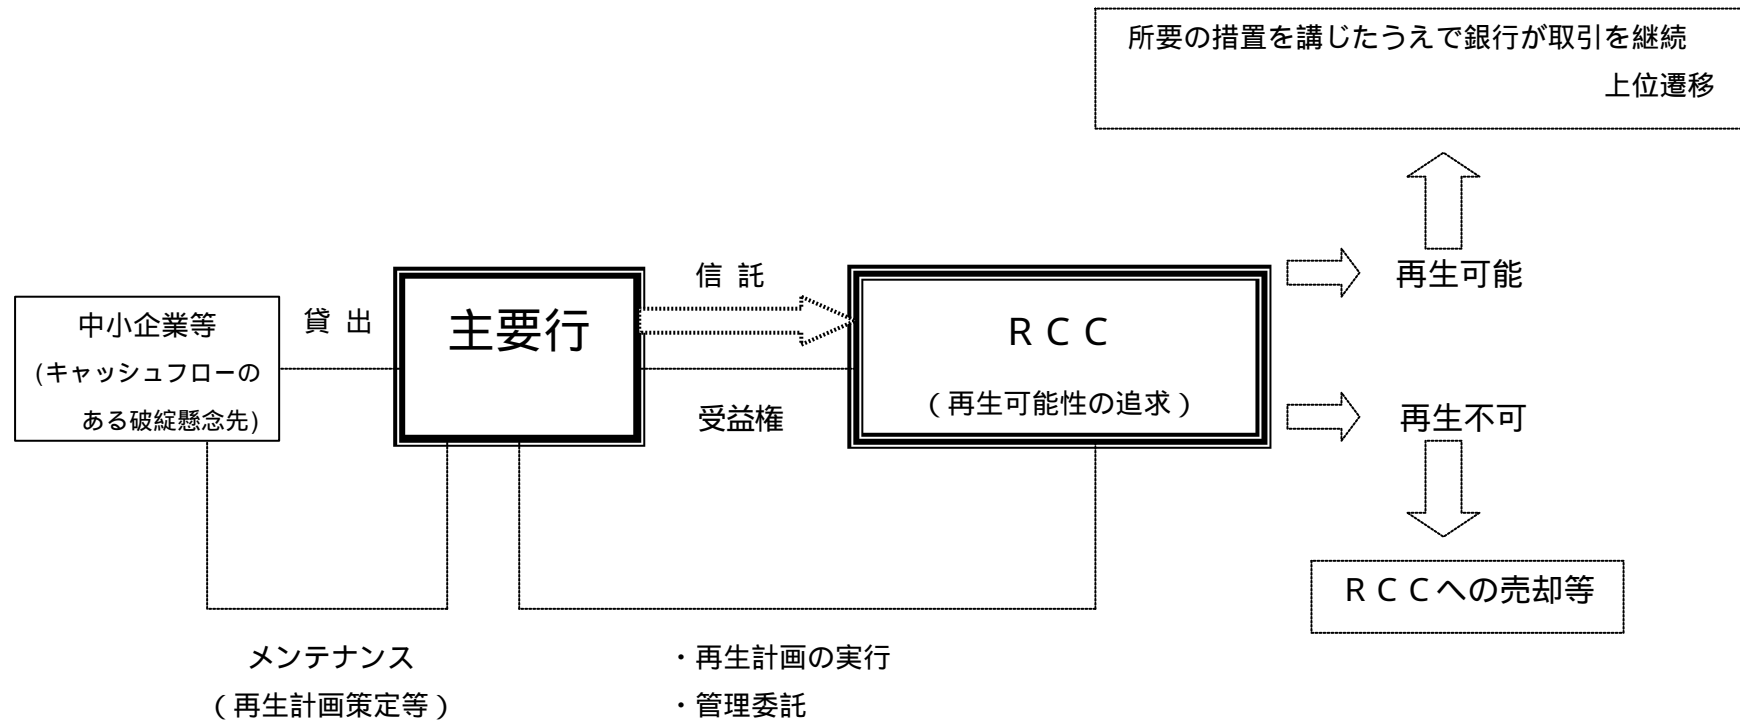 所要の措置を講じたうえで銀行が取引を継続
上位遷移
中小企業等
(キャッシュフローの
ある破綻懸念先)
貸 出
主要行
信 託
受益権
ＲＣＣ
（再生可能性の追求）
再生可能
再生不可
ＲＣＣへの売却等
メンテナンス
（再生計画策定等）
・再生計画の実行
・管理委託